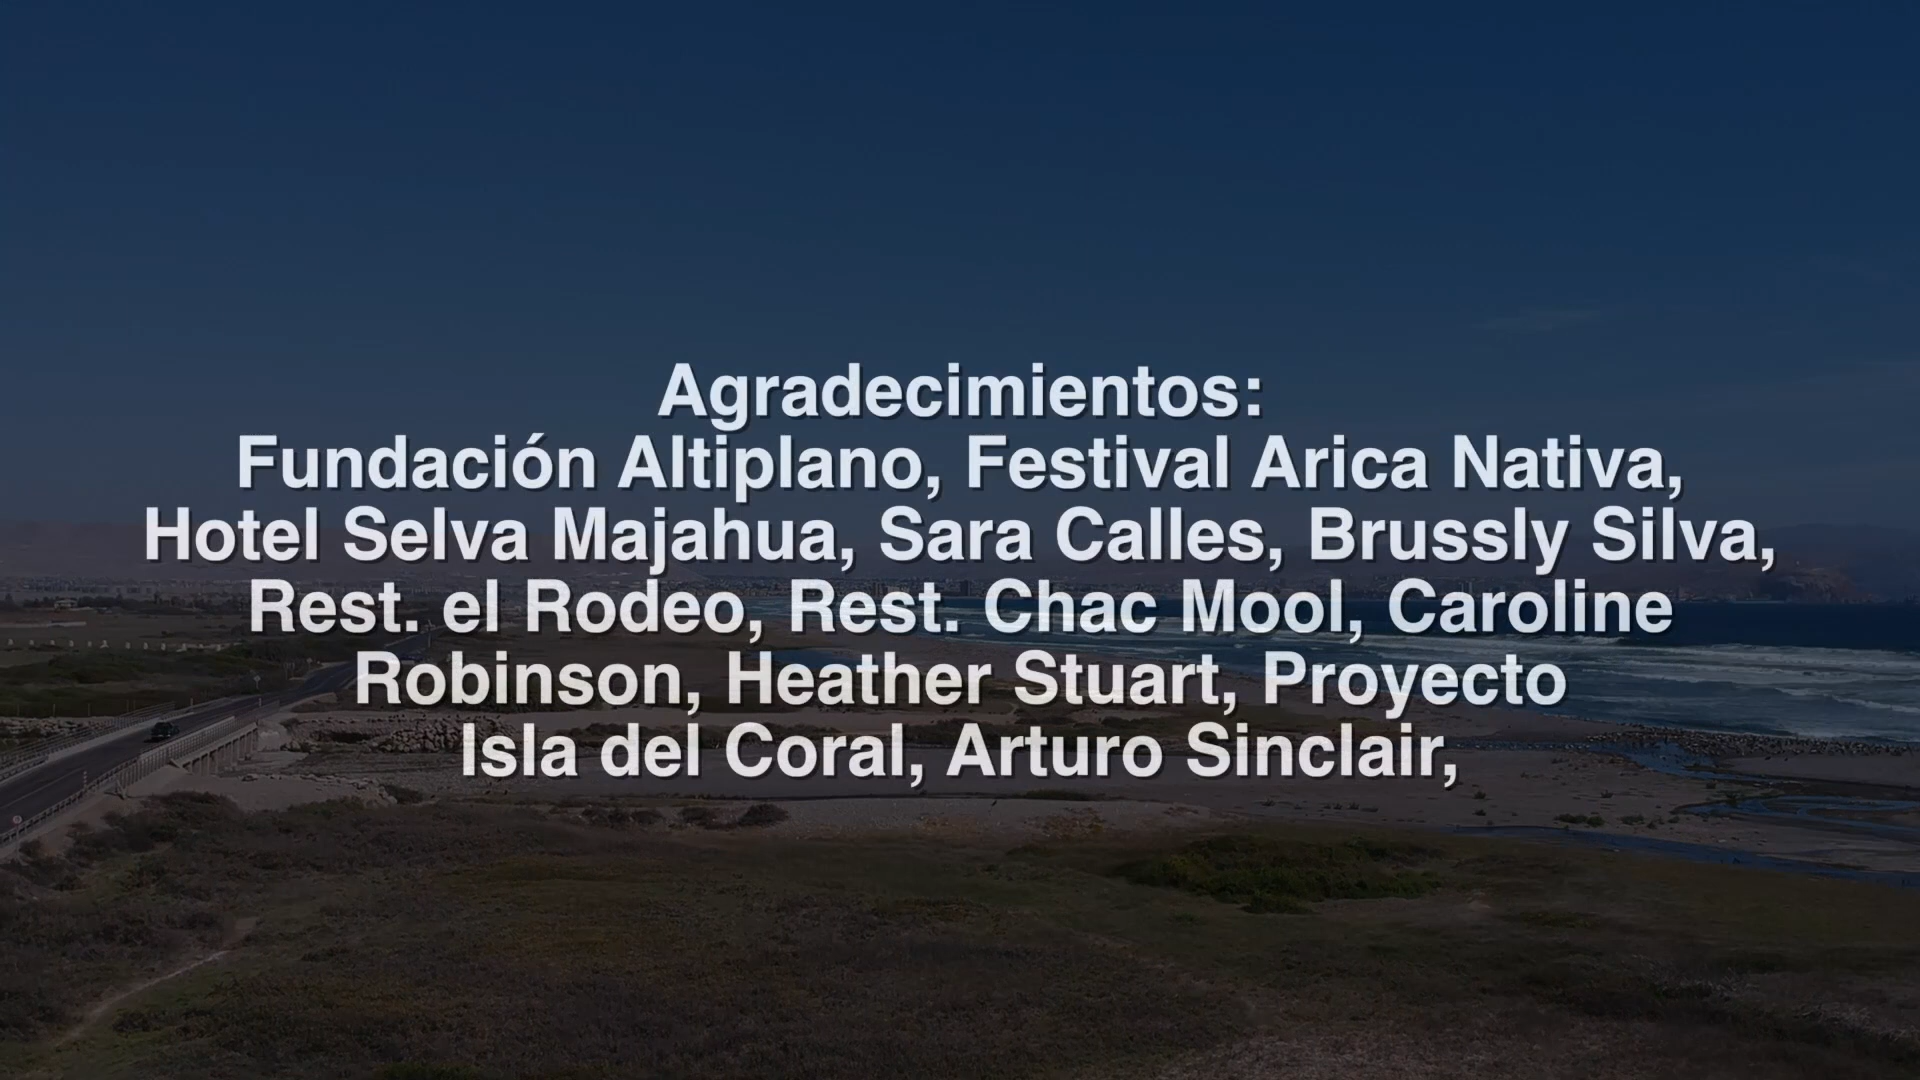 Agradecimientos:
Fundación Altiplano, Festival Arica Nativa,
Hotel Selva Majahua, Sara Calles, Brussly Silva,
Rest. el Rodeo, Rest. Chac Mool, Caroline
Robinson, Heather Stuart, Proyecto
Isla del Coral, Arturo Sinclair,